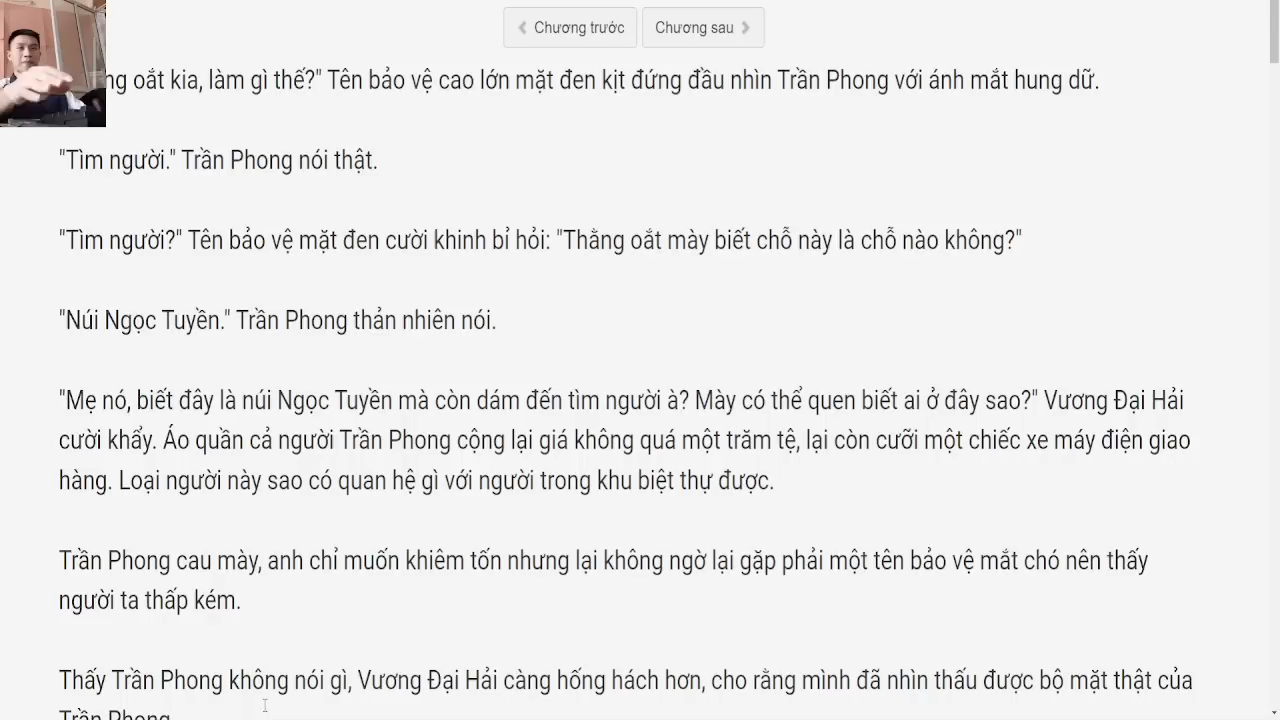 Chương trước
Chương sau
oắt kia, làm gì thế?" Tên bảo vệ cao lớn mặt đen kịt đứng đầu nhìn Trần Phong với ánh mắt hung dữ.
"Tìm người." Trần Phong nói thật.
"Tìm người?" Tên bảo vệ mặt đen cười khinh bỉ hỏi: "Thằng oắt mày biết chỗ này là chỗ nào không?"
"Núi Ngọc Tuyền." Trần Phong thản nhiên nói.
"Mẹ nó, biết đây là núi Ngọc Tuyền mà còn dám đến tìm người à? Mày có thể quen biết ai ở đây sao?" Vương Đại Hải
cười khẩy. Áo quần cả người Trần Phong cộng lại giá không quá một trăm tệ, lại còn cưỡi một chiếc xe máy điện giao
hàng. Loại người này sao có quan hệ gì với người trong khu biệt thự được.
Trần Phong cau mày, anh chỉ muốn khiêm tốn nhưng lại không ngờ lại gặp phải một tên bảo vệ mắt chó nên thấy
người ta thấp kém.
Thấy Trần Phong không nói gì, Vương Đại Hải càng hống hách hơn, cho rằng mình đã nhìn thấu được bộ mặt thật của
Trần Phong